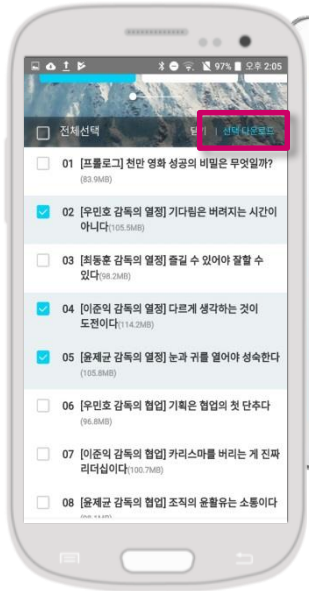 97% 오후 2:05
전체선택 닫기 | 선택 다운로드
01 [프롤로그] 천만 영화 성공의 비밀은 무엇일까?
(83.9MB)
02 [우민호 감독의 열정] 기다림은 버려지는 시간이
아니다(105.5MB)
03 [최동훈 감독의 열정] 즐길 수 있어야 잘할 수
있다(98.2MB)
04 [이준익 감독의 열정] 다르게 생각하는 것이
도전이다(114.2MB)
05 [윤제균 감독의 열정] 눈과 귀를 열어야 성숙한다
(105.8MB)
06 [우민호 감독의 협업] 기획은 협업의 첫 단추다
(96.8MB)
07 [이준익 감독의 협업] 카리스마를 버리는 게 진짜
리더십이다(100.7MB)
08 [윤제균 감독의 협업] 조직의 윤활유는 소통이다